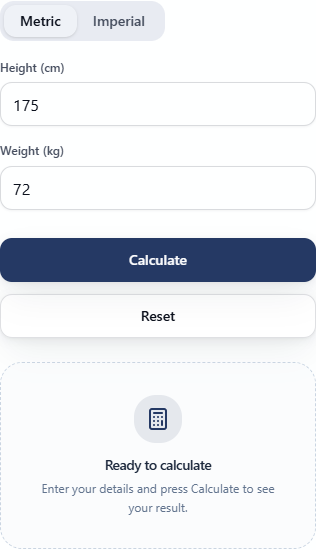 Metric Imperial
Height (cm)
175
Weight (kg)
72
Calculate
Reset
Ready to calculate
Enter your details and press Calculate to see
your result.